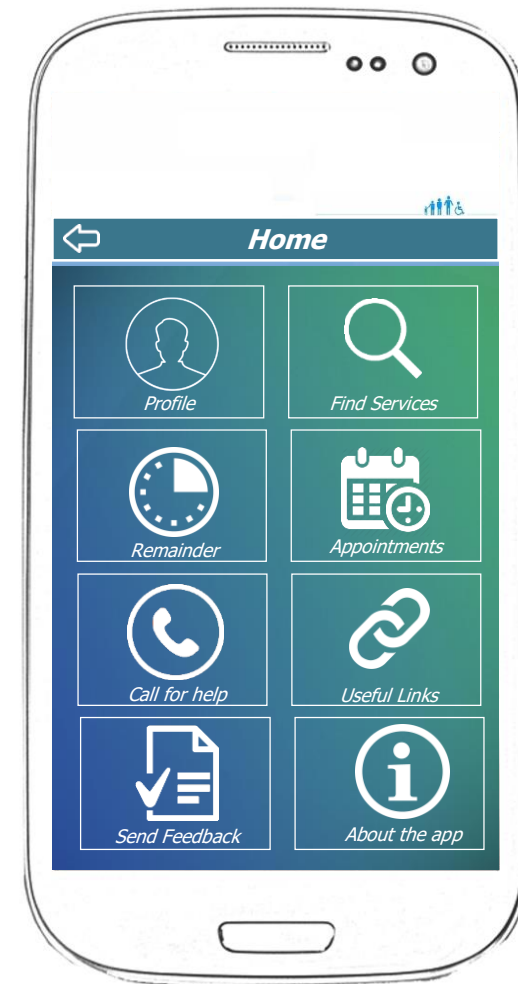 Home
Profile
Find Services
Remainder
Appointments
Call for help
Useful Links
Send Feedback
About the app